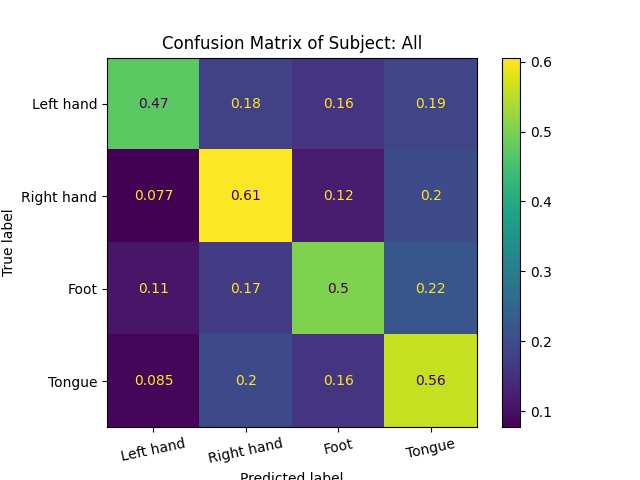 Confusion Matrix of Subject: All
True label
Left hand 0.47 0.18 0.16 0.19
Right hand 0.077 0.61 0.12 0.2
Foot 0.11 0.17 0.5 0.22
Tongue 0.085 0.2 0.16 0.56
Left hand Right hand Foot Tongue
Predicted label
0.6
0.5
0.4
0.3
0.2
0.1